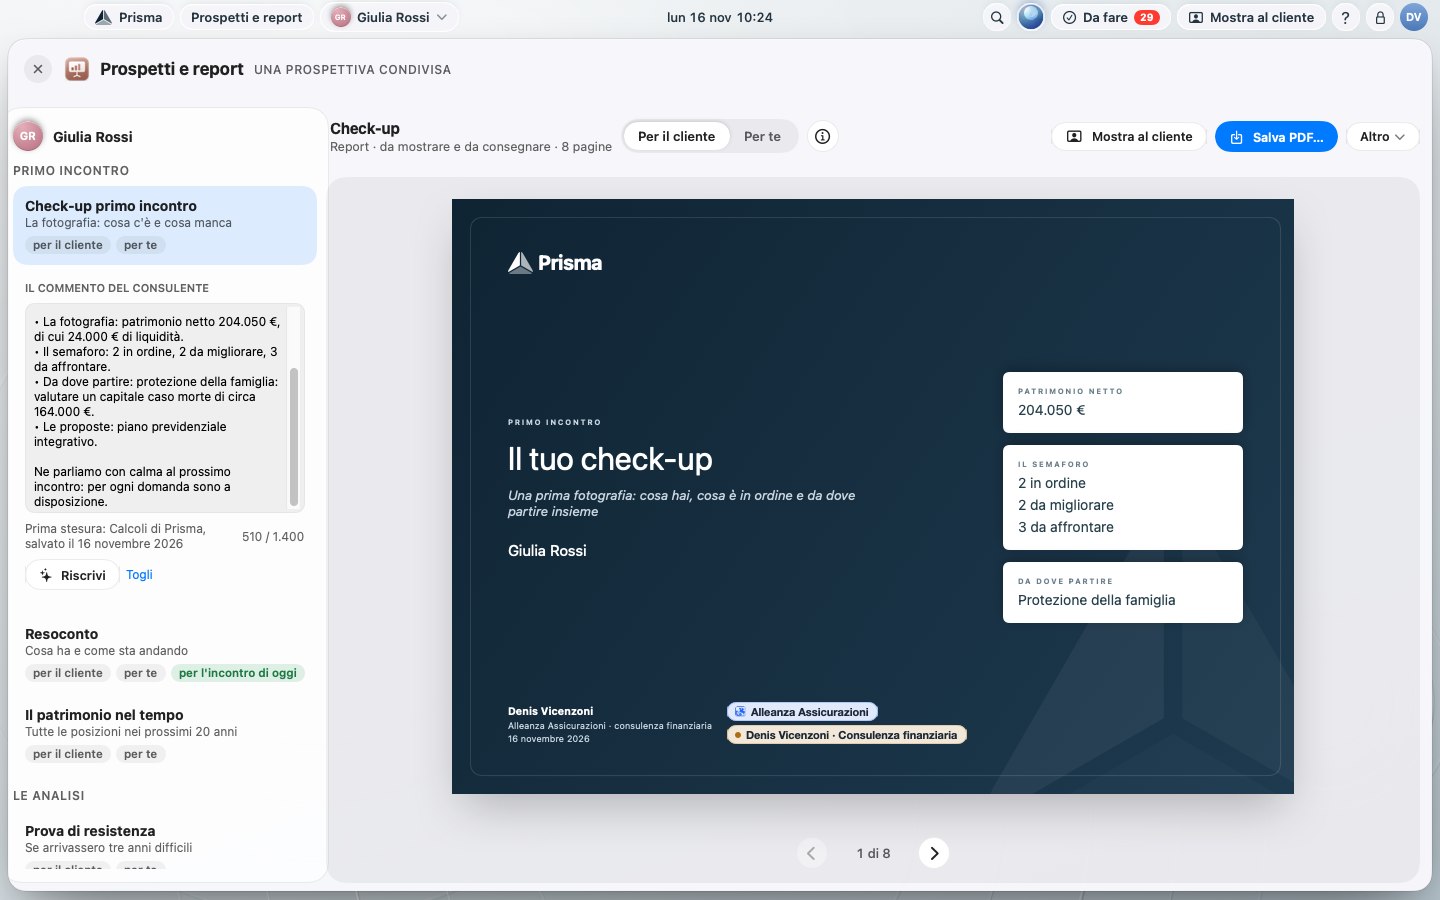 Prisma
Prospetti e report
GR Giulia Rossi
lun 16 nov 10:24
Da fare 29
Mostra al cliente
?
DV
Prospetti e report UNA PROSPETTIVA CONDIVISA
GR Giulia Rossi
PRIMO INCONTRO
Check-up primo incontro
La fotografia: cosa c'è e cosa manca
per il cliente per te
IL COMMENTO DEL CONSULENTE
• La fotografia: patrimonio netto 204.050 €,
di cui 24.000 € di liquidità.
• Il semaforo: 2 in ordine, 2 da migliorare, 3
da affrontare.
• Da dove partire: protezione della famiglia:
valutare un capitale caso morte di circa
164.000 €.
• Le proposte: piano previdenziale
integrativo.
Ne parliamo con calma al prossimo
incontro: per ogni domanda sono a
disposizione.
Prima stesura: Calcoli di Prisma,
salvato il 16 novembre 2026
510 / 1.400
Riscrivi Togli
Resoconto
Cosa ha e come sta andando
per il cliente per te per l'incontro di oggi
Il patrimonio nel tempo
Tutte le posizioni nei prossimi 20 anni
per il cliente per te
LE ANALISI
Prova di resistenza
Se arrivassero tre anni difficili
per il cliente per te
Check-up
Report · da mostrare e da consegnare · 8 pagine
Per il cliente Per te
Mostra al cliente
Salva PDF...
Altro
Prisma
PRIMO INCONTRO
Il tuo check-up
Una prima fotografia: cosa hai, cosa è in ordine e da dove
partire insieme
Giulia Rossi
PATRIMONIO NETTO
204.050 €
IL SEMAFORO
2 in ordine
2 da migliorare
3 da affrontare
DA DOVE PARTIRE
Protezione della famiglia
Denis Vicenzoni
Alleanza Assicurazioni · consulenza finanziaria
16 novembre 2026
Alleanza Assicurazioni
Denis Vicenzoni · Consulenza finanziaria
1 di 8